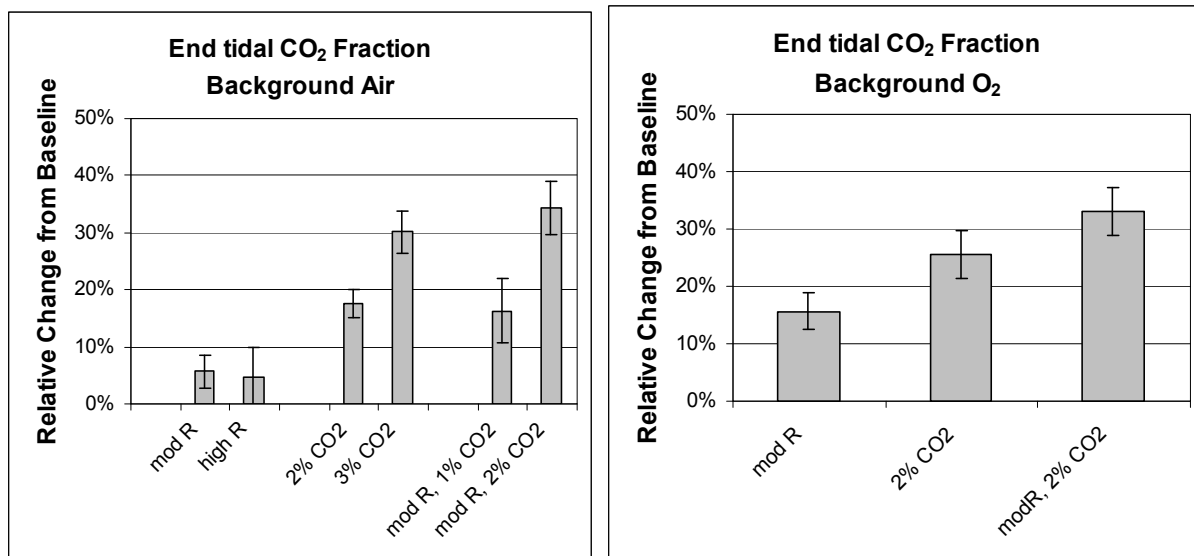 End tidal CO₂ Fraction
Background Air
Relative Change from Baseline
50%
40%
30%
20%
10%
0%
mod R
high R
2% CO2
3% CO2
mod R, 1% CO2
mod R, 2% CO2
End tidal CO₂ Fraction
Background O₂
Relative Change from Baseline
50%
40%
30%
20%
10%
0%
mod R
2% CO2
modR, 2% CO2